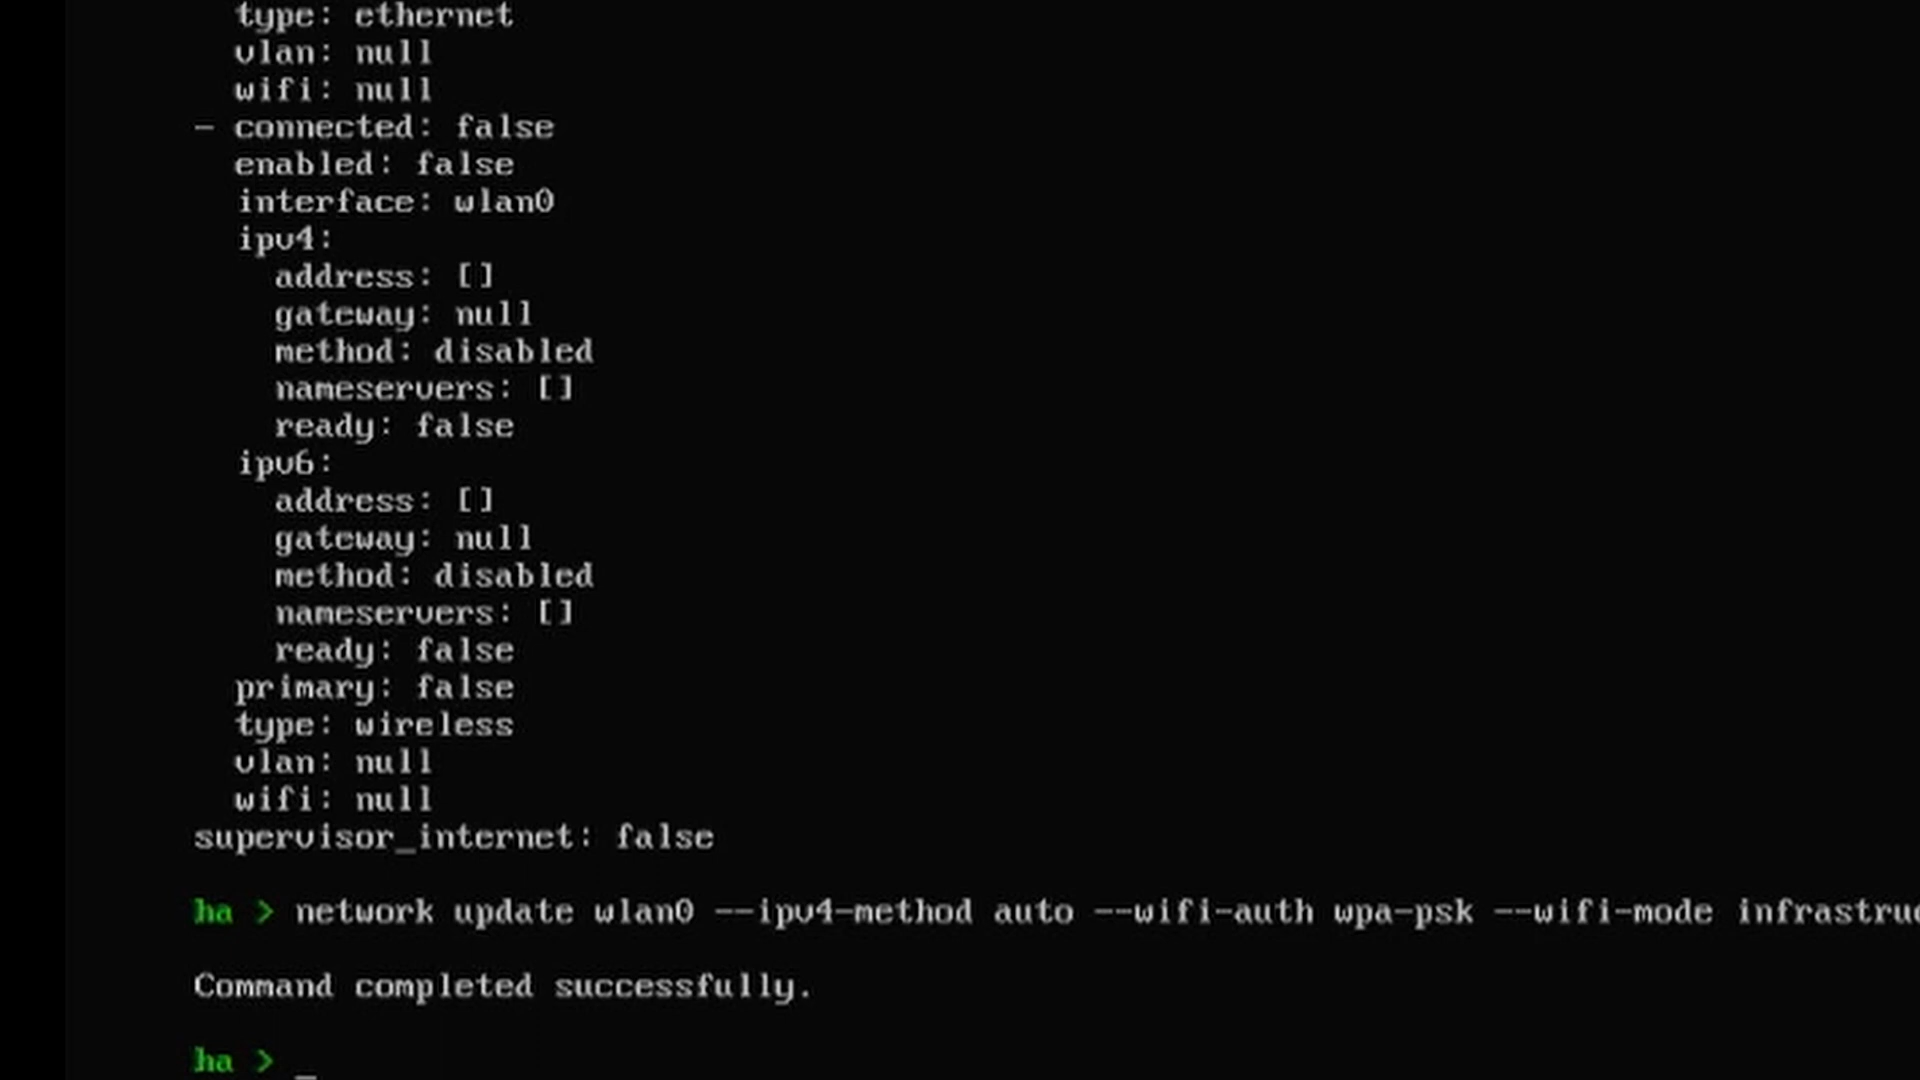 type: ethernet
vlan: null
wifi: null
- connected: false
enabled: false
interface: wlan0
ipv4:
address: []
gateway: null
method: disabled
nameservers: []
ready: false
ipv6:
address: []
gateway: null
method: disabled
nameservers: []
ready: false
primary: false
type: wireless
vlan: null
wifi: null
supervisor_internet: false
ha > network update wlan0 --ipv4-method auto --wifi-auth wpa-psk --wifi-mode infrastruc
Command completed successfully.
ha > _